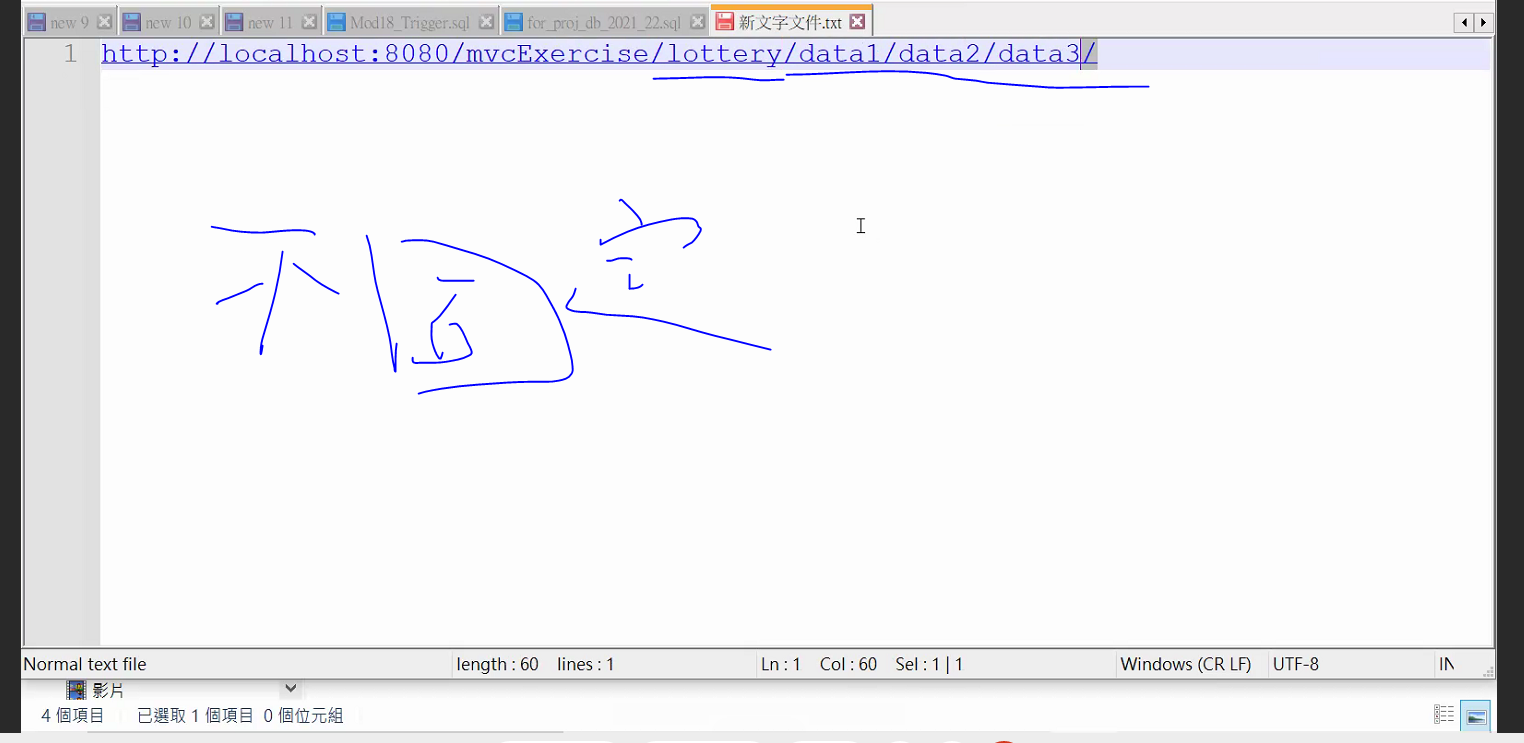 new 9 new 10 new 11 Mod18_Trigger.sql for_proj_db_2021_22.sql 新文字文件.txt
1 http://localhost:8080/mvcExercise/lottery/data1/data2/data3/
不
Normal text file length : 60 lines : 1 Ln : 1 Col : 60 Sel : 1 | 1 Windows (CR LF) UTF-8 IN
影片
4 個項目 已選取 1 個項目 0 個位元組